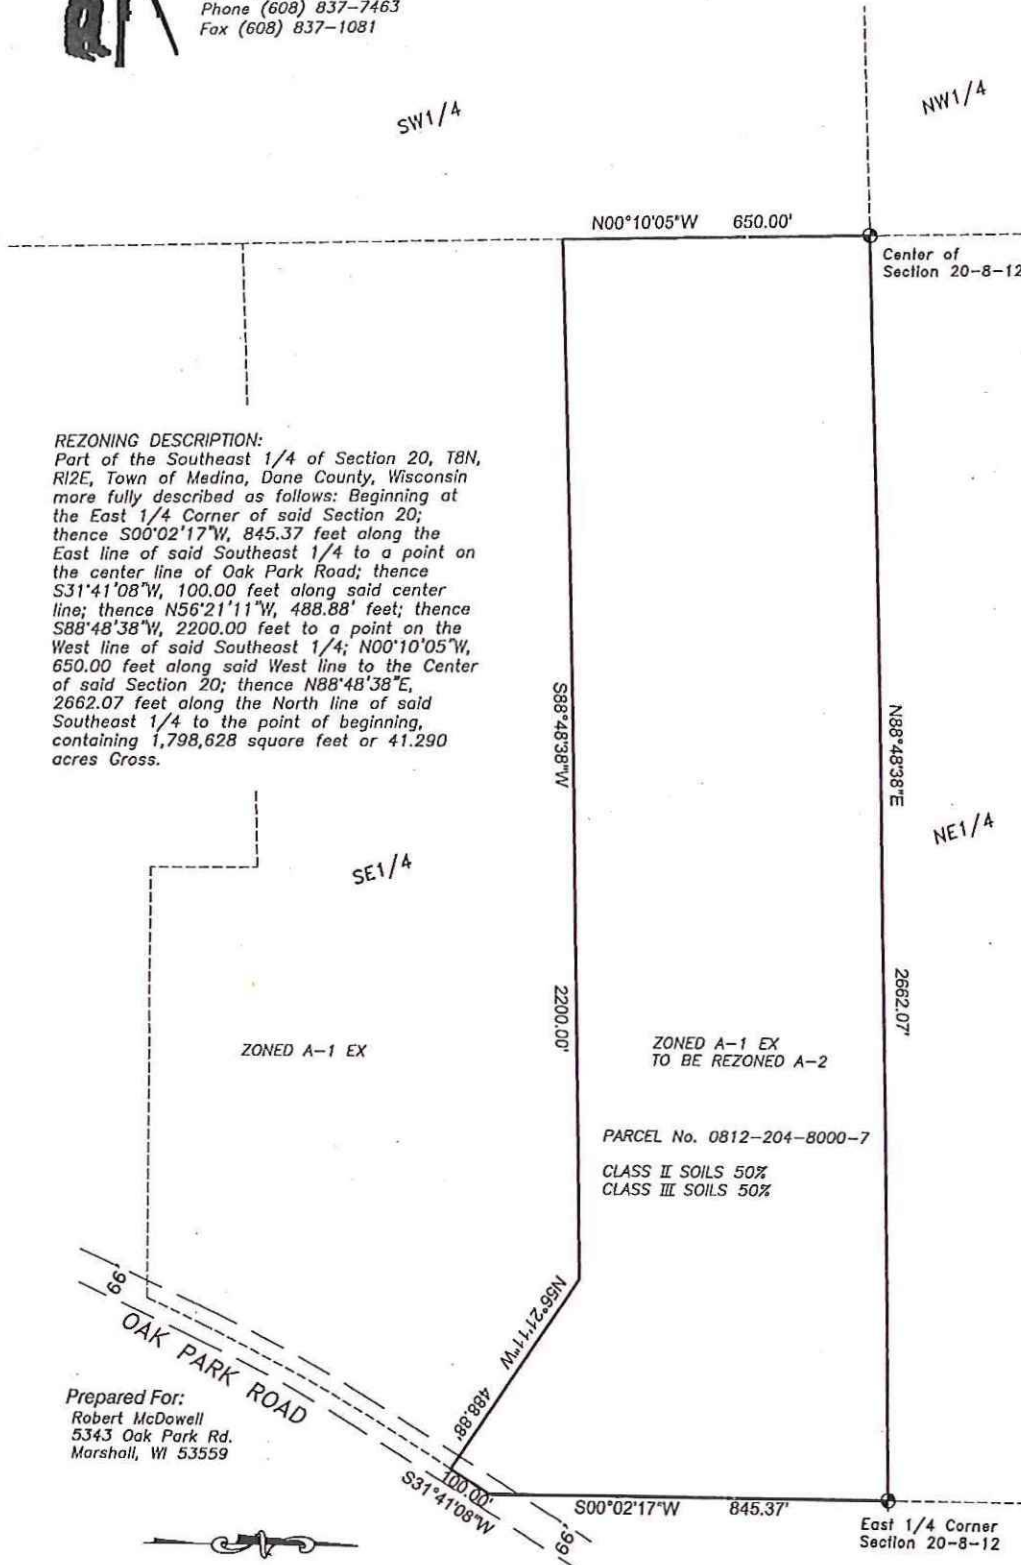 Phone (608) 837-7463
Fax (608) 837-1081
SW1/4
NW1/4
N00°10'05"W 650.00'
Center of
Section 20-8-12
REZONING DESCRIPTION:
Part of the Southeast 1/4 of Section 20, T8N,
R12E, Town of Medina, Dane County, Wisconsin
more fully described as follows: Beginning at
the East 1/4 Corner of said Section 20;
thence S00°02'17"W, 845.37 feet along the
East line of said Southeast 1/4 to a point on
the center line of Oak Park Road; thence
S31°41'08"W, 100.00 feet along said center
line; thence N56°21'11"W, 488.88' feet; thence
S88°48'38"W, 2200.00 feet to a point on the
West line of said Southeast 1/4; N00°10'05"W,
650.00 feet along said West line to the Center
of said Section 20; thence N88°48'38"E,
2662.07 feet along the North line of said
Southeast 1/4 to the point of beginning,
containing 1,798,628 square feet or 41.290
acres Gross.
S88°48'38"W
2200.00'
N88°48'38"E
2662.07'
NE1/4
SE1/4
ZONED A-1 EX
ZONED A-1 EX
TO BE REZONED A-2
PARCEL No. 0812-204-8000-7
CLASS II SOILS 50%
CLASS III SOILS 50%
N56°21'11"W
488.88'
66'
OAK PARK ROAD
Prepared For:
Robert McDowell
5343 Oak Park Rd.
Marshall, WI 53559
100.00'
S31°41'08"W
66'
S00°02'17"W 845.37'
East 1/4 Corner
Section 20-8-12